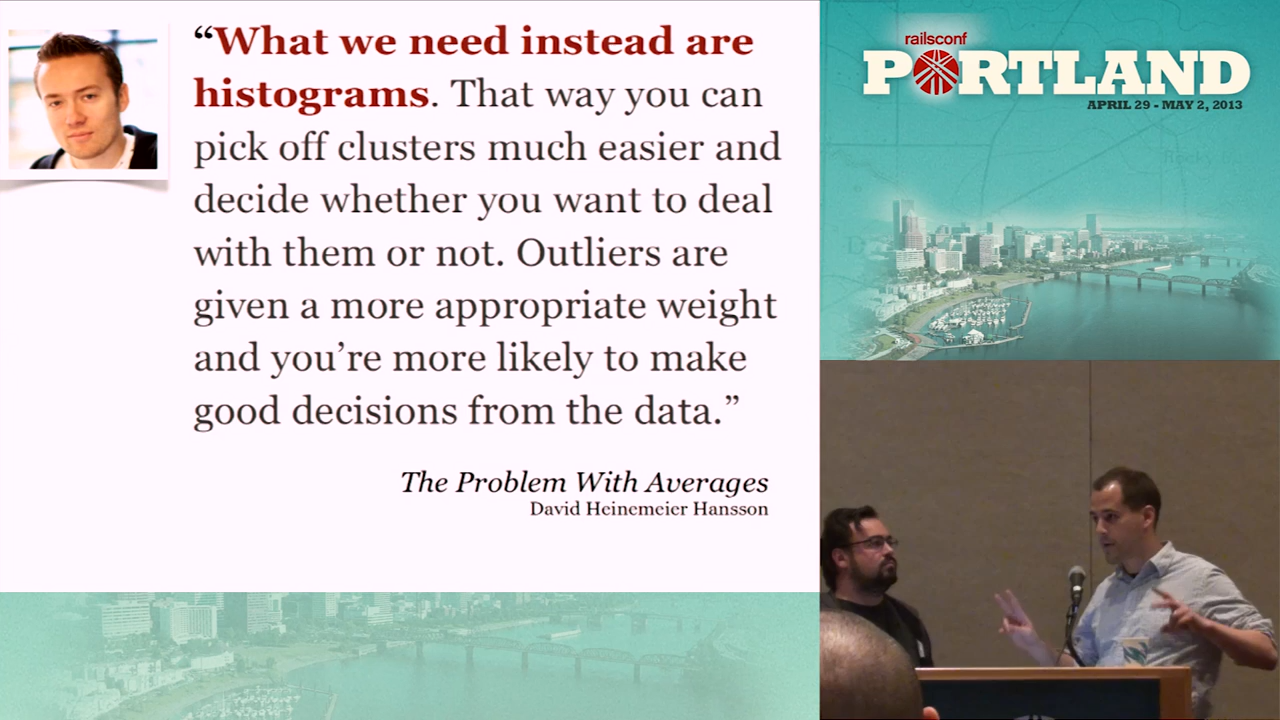 “What we need instead are
histograms. That way you can
pick off clusters much easier and
decide whether you want to deal
with them or not. Outliers are
given a more appropriate weight
and you’re more likely to make
good decisions from the data.”
The Problem With Averages
David Heinemeier Hansson
railsconf
PORTLAND
APRIL 29 - MAY 2, 2013